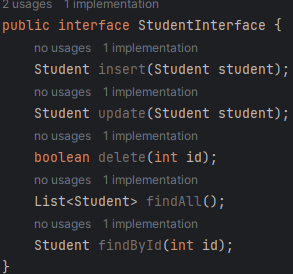 2 usages   1 implementation
public interface StudentInterface {
no usages   1 implementation
Student insert(Student student);
no usages   1 implementation
Student update(Student student);
no usages   1 implementation
boolean delete(int id);
no usages   1 implementation
List<Student> findAll();
no usages   1 implementation
Student findById(int id);
}